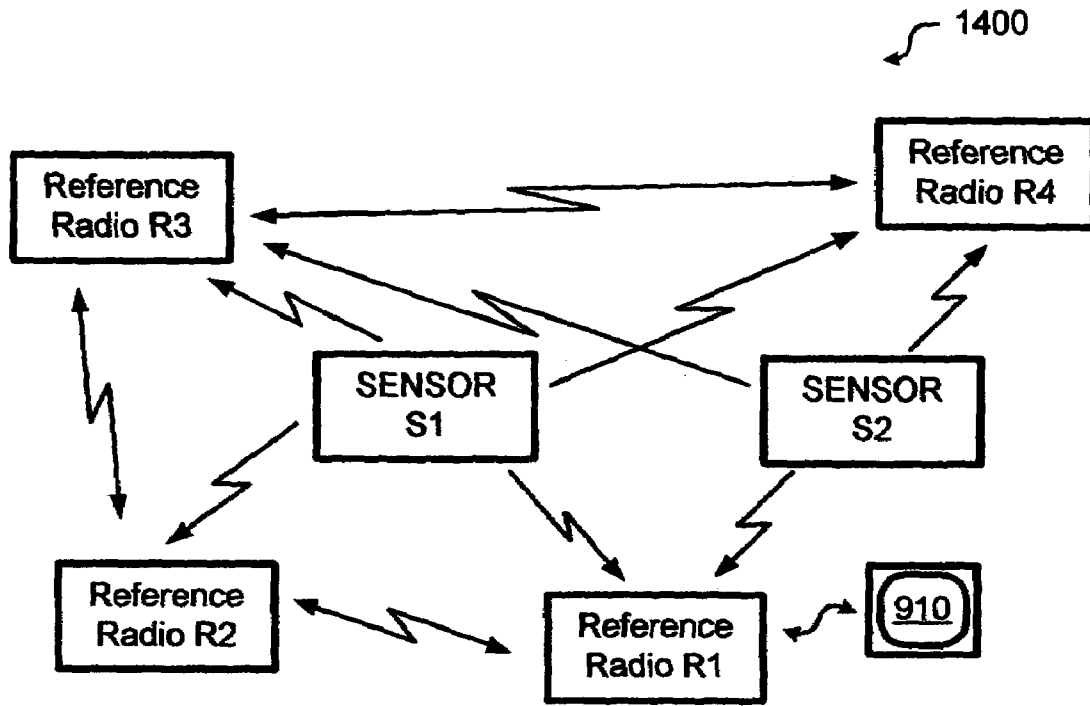 1400
Reference
Radio R3
Reference
Radio R4
SENSOR
S1
SENSOR
S2
Reference
Radio R2
Reference
Radio R1
910